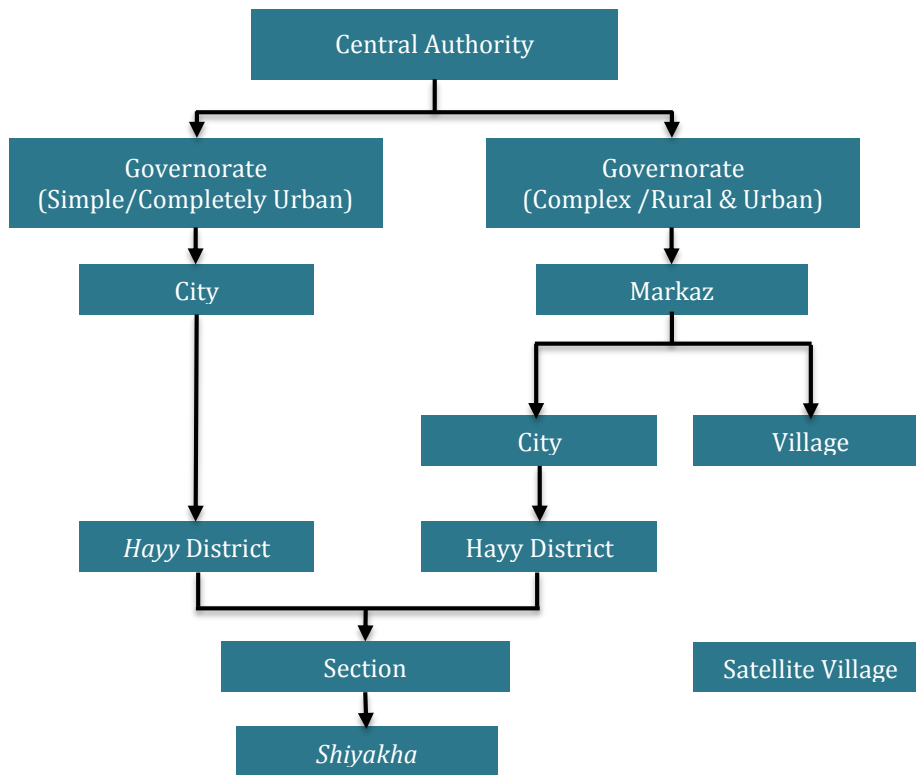 Central Authority
Governorate
(Simple/Completely Urban)
Governorate
(Complex /Rural & Urban)
City
Markaz
City
Village
Hayy District
Hayy District
Section
Satellite Village
Shiyakha